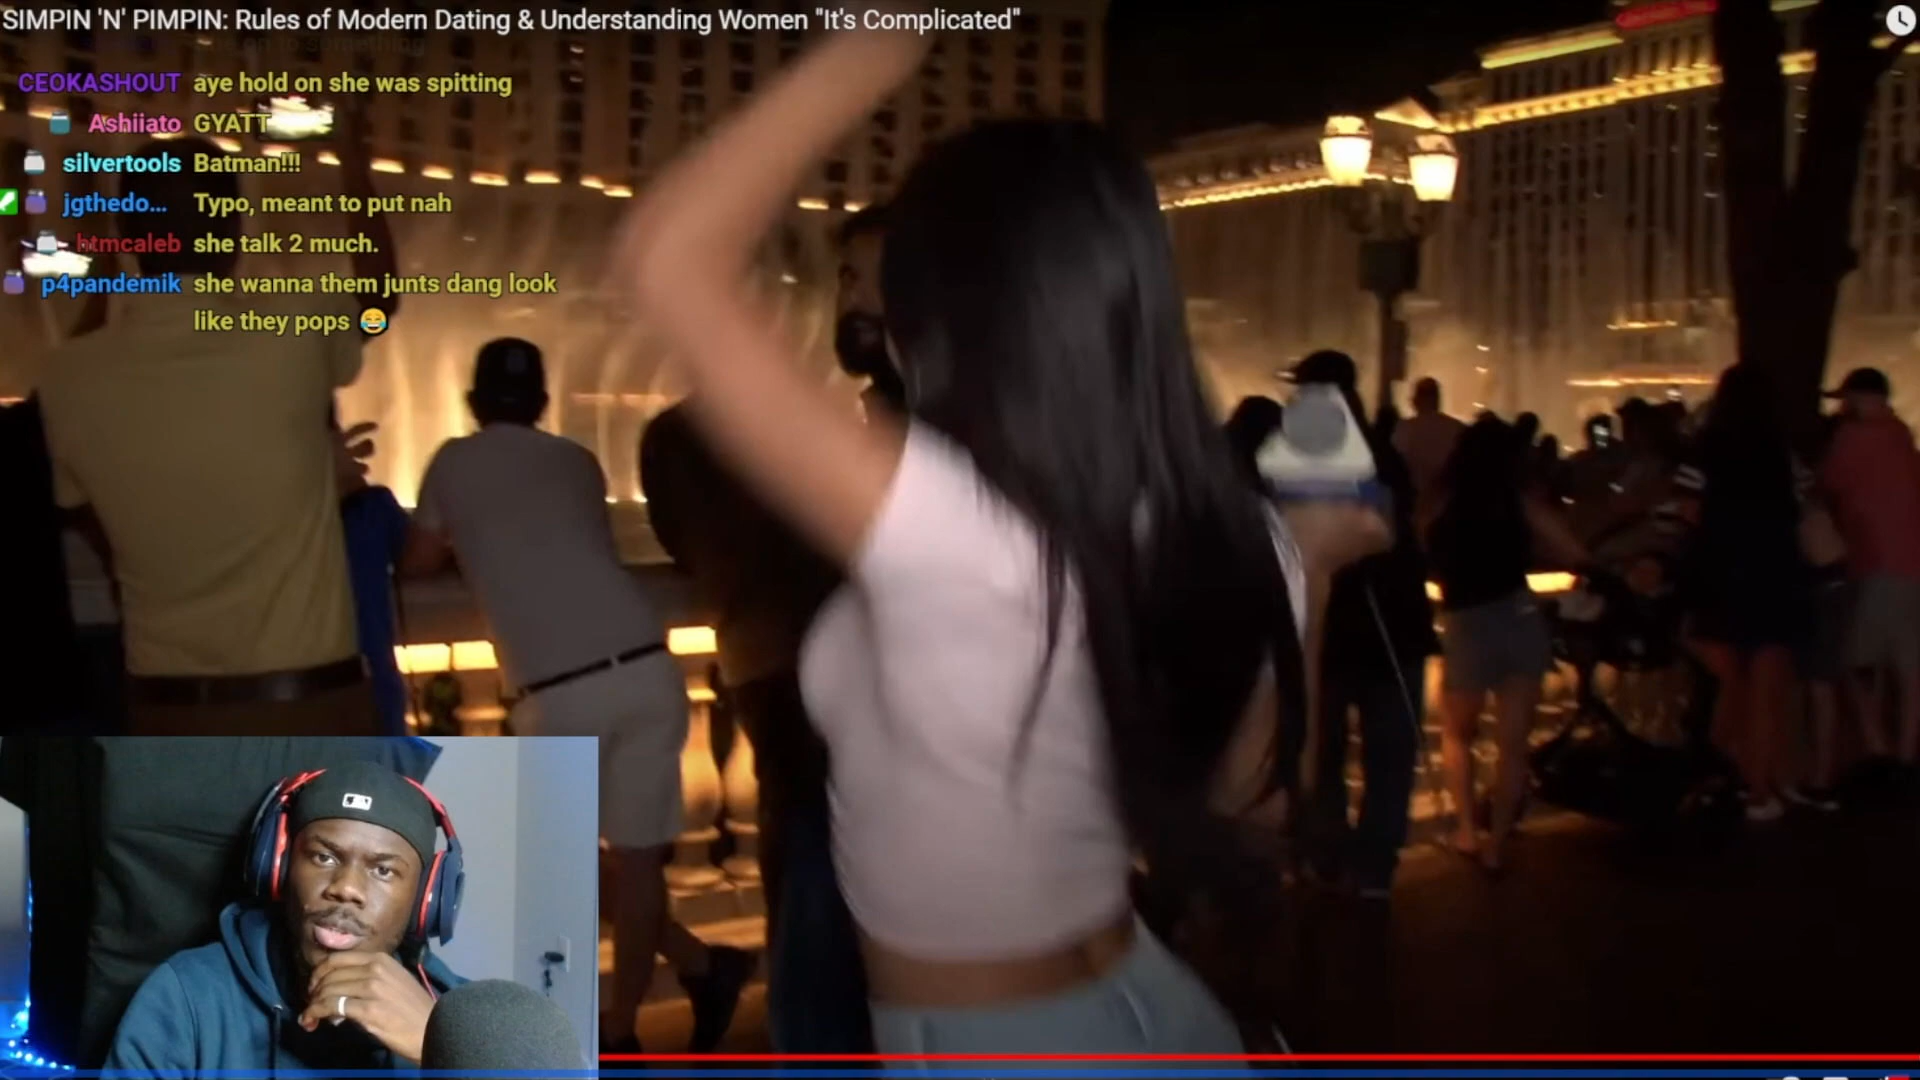 SIMPIN 'N' PIMPIN: Rules of Modern Dating & Understanding Women "It's Complicated"
CEOKASHOUT aye hold on she was spitting
Ashiiato GYATT
silvertools Batman!!!
jgthedo... Typo, meant to put nah
htmcaleb she talk 2 much.
p4pandemik she wanna them junts dang look
like they pops 😂